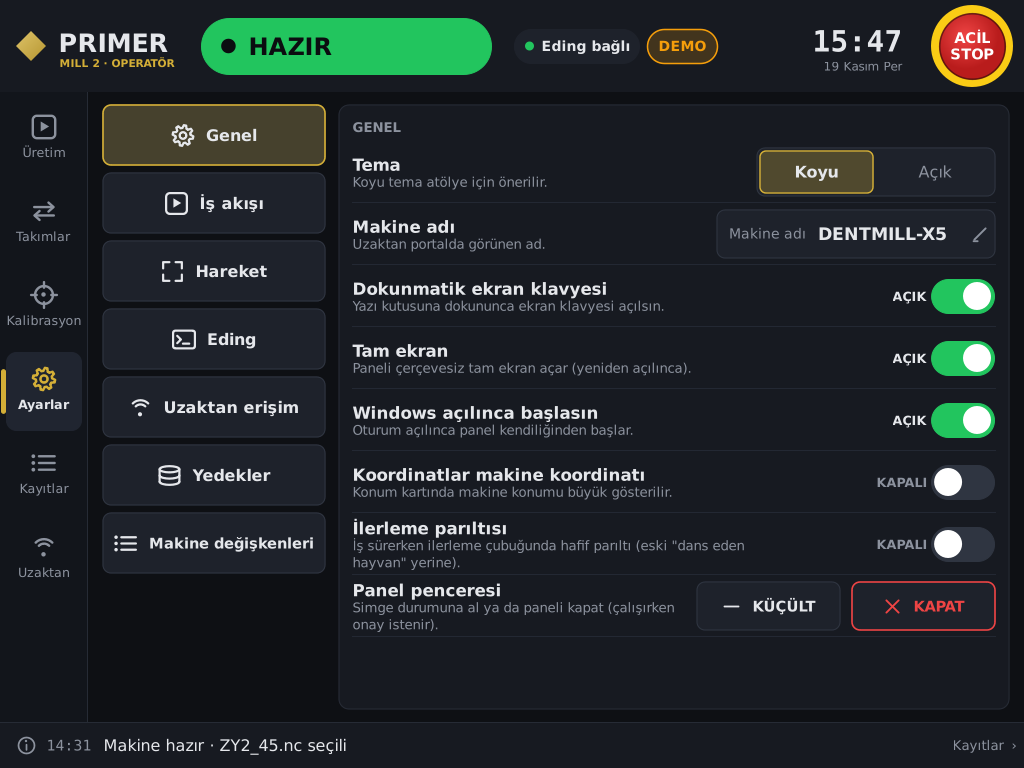 PRIMER
MILL 2 · OPERATÖR
HAZIR
Eding bağlı
DEMO
15:47
19 Kasım Per
ACİL
STOP
Üretim
Takımlar
Kalibrasyon
Ayarlar
Kayıtlar
Uzaktan
Genel
İş akışı
Hareket
Eding
Uzaktan erişim
Yedekler
Makine değişkenleri
GENEL
Tema
Koyu tema atölye için önerilir.
Koyu
Açık
Makine adı
Uzaktan portalda görünen ad.
Makine adı DENTMILL-X5
Dokunmatik ekran klavyesi
Yazı kutusuna dokununca ekran klavyesi açılsın.
AÇIK
Tam ekran
Paneli çerçevesiz tam ekran açar (yeniden açılınca).
AÇIK
Windows açılınca başlasın
Oturum açılınca panel kendiliğinden başlar.
AÇIK
Koordinatlar makine koordinatı
Konum kartında makine konumu büyük gösterilir.
KAPALI
İlerleme parıltısı
İş sürerken ilerleme çubuğunda hafif parıltı (eski "dans eden
hayvan" yerine).
KAPALI
Panel penceresi
Simge durumuna al ya da paneli kapat (çalışırken
onay istenir).
KÜÇÜLT
KAPAT
14:31 Makine hazır · ZY2_45.nc seçili
Kayıtlar ›